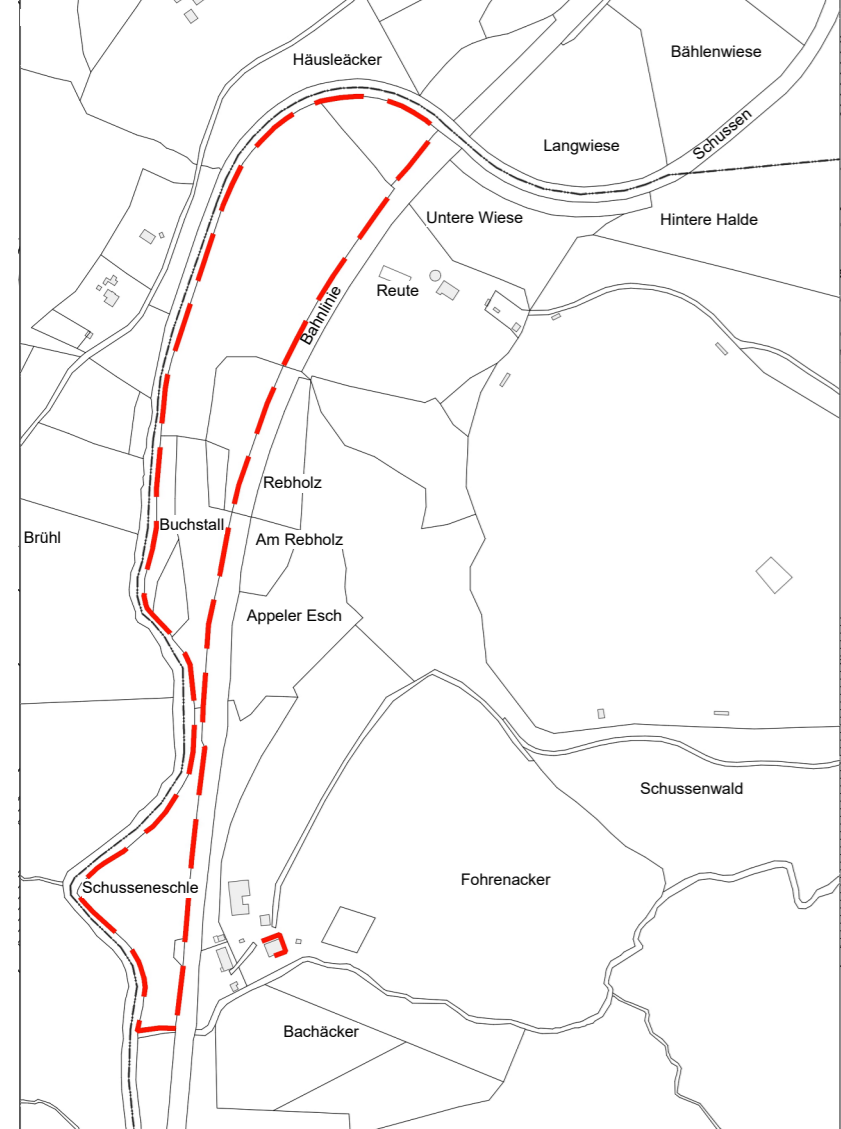 Häusleäcker
Bählenwiese
Schussen
Langwiese
Untere Wiese
Hintere Halde
Reute
Bahnlinie
Rebholz
Buchstall
Brühl
Am Rebholz
Appeler Esch
Schussenwald
Fohrenacker
Schusseneschle
Bachäcker